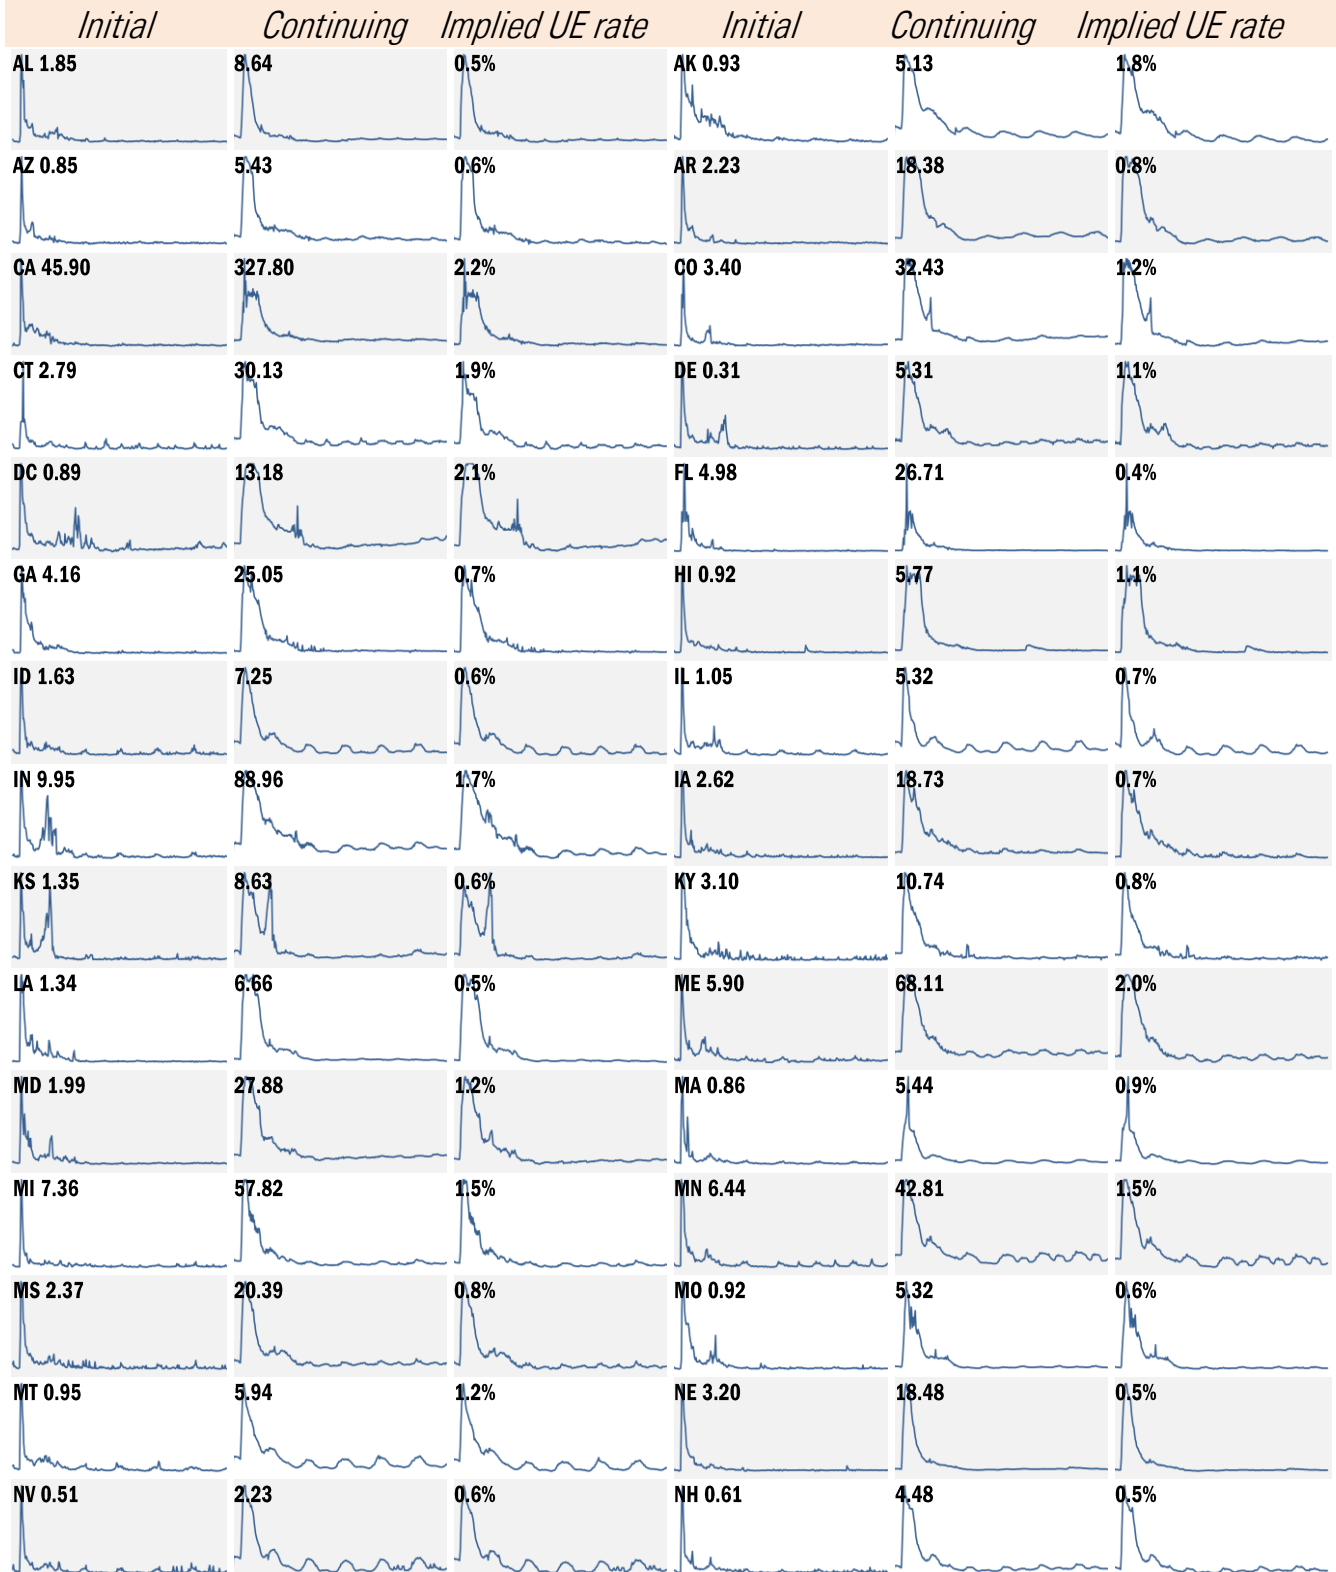 Initial Continuing Implied UE rate Initial Continuing Implied UE rate
AL 1.85 8.64 0.5% AK 0.93 5.13 1.8%
AZ 0.85 5.43 0.6% AR 2.23 18.38 0.8%
CA 45.90 327.80 2.2% CO 3.40 32.43 1.2%
CT 2.79 30.13 1.9% DE 0.31 5.31 1.1%
DC 0.89 13.18 2.1% FL 4.98 26.71 0.4%
GA 4.16 25.05 0.7% HI 0.92 5.77 1.1%
ID 1.63 7.25 0.6% IL 1.05 5.32 0.7%
IN 9.95 88.96 1.7% IA 2.62 18.73 0.7%
KS 1.35 8.63 0.6% KY 3.10 10.74 0.8%
LA 1.34 6.66 0.5% ME 5.90 68.11 2.0%
MD 1.99 27.88 1.2% MA 0.86 5.44 0.9%
MI 7.36 57.82 1.5% MN 6.44 42.81 1.5%
MS 2.37 20.39 0.8% MO 0.92 5.32 0.6%
MT 0.95 5.94 1.2% NE 3.20 18.48 0.5%
NV 0.51 2.23 0.6% NH 0.61 4.48 0.5%